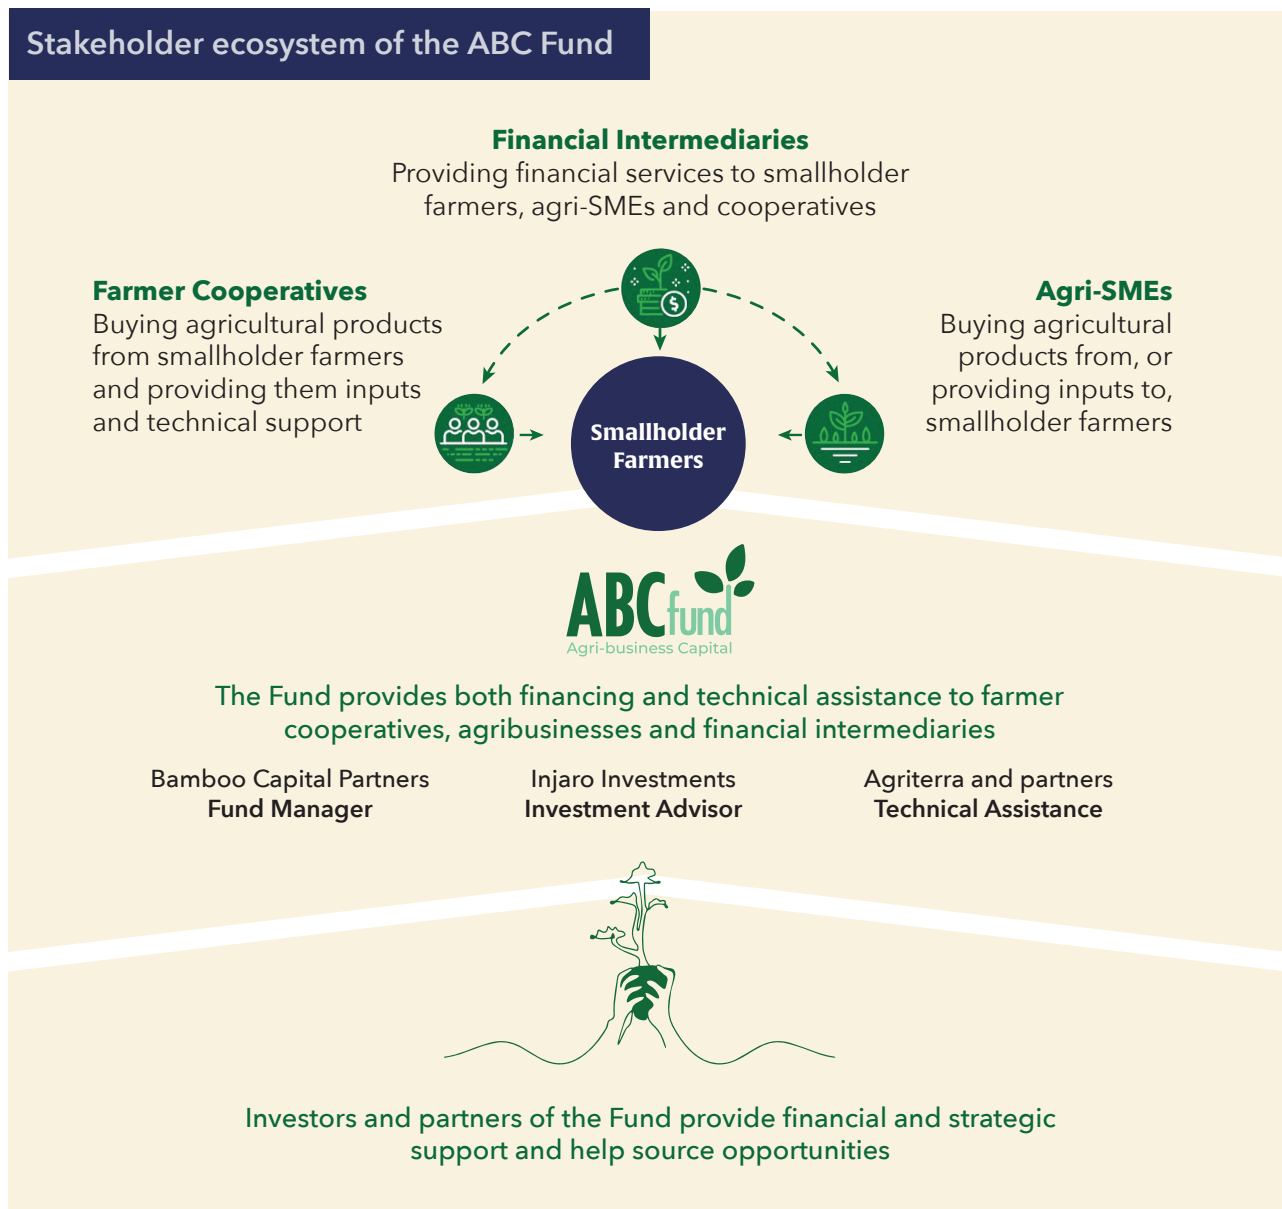 Stakeholder ecosystem of the ABC Fund
Financial Intermediaries
Providing financial services to smallholder
farmers, agri-SMEs and cooperatives
Farmer Cooperatives
Buying agricultural products
from smallholder farmers
and providing them inputs
and technical support
Agri-SMEs
Buying agricultural
products from, or
providing inputs to,
smallholder farmers
$
Smallholder
Farmers
ABC fund
Agri-business Capital
The Fund provides both financing and technical assistance to farmer
cooperatives, agribusinesses and financial intermediaries
Bamboo Capital Partners
Fund Manager
Injaro Investments
Investment Advisor
Agriterra and partners
Technical Assistance
Investors and partners of the Fund provide financial and strategic
support and help source opportunities